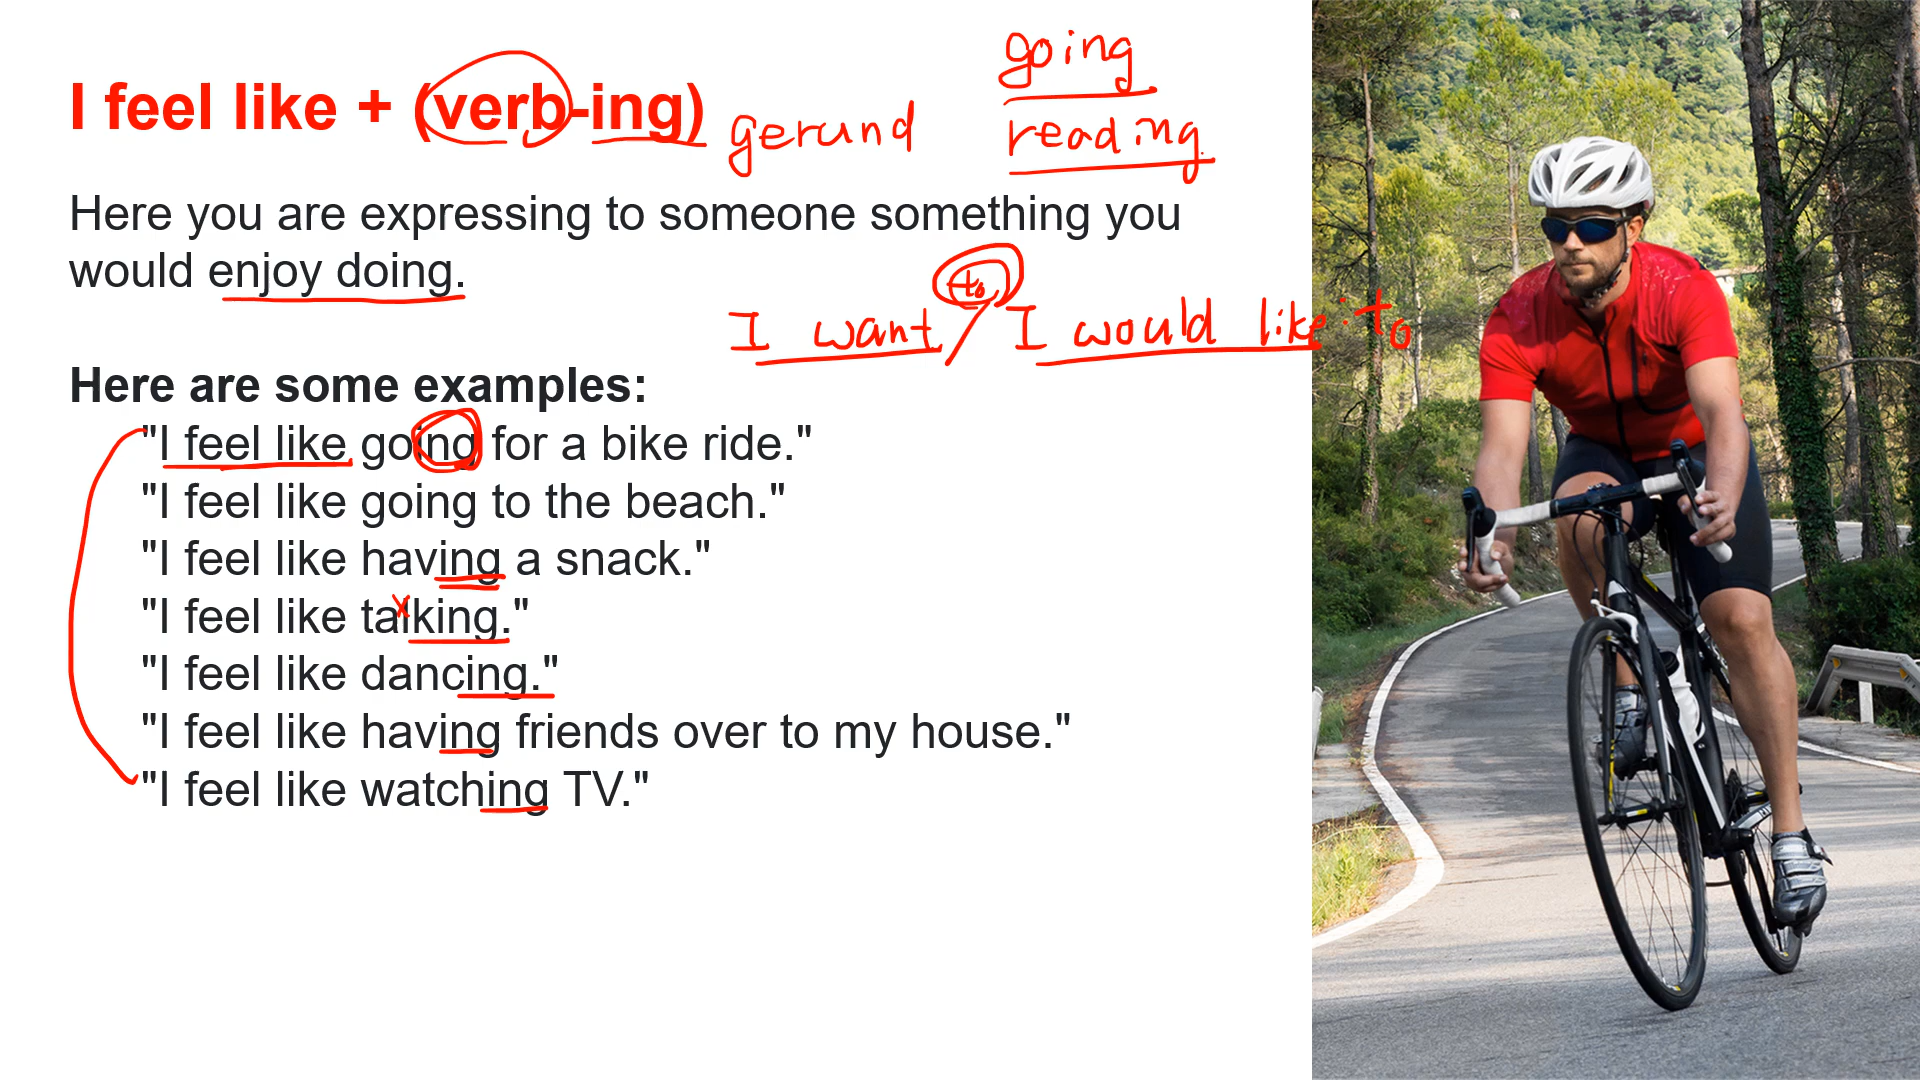 I feel like + (verb-ing) gerund
going
reading
Here you are expressing to someone something you
would enjoy doing.
to
I want / I would like to
Here are some examples:
"I feel like going for a bike ride."
"I feel like going to the beach."
"I feel like having a snack."
"I feel like talking."
x
"I feel like dancing."
"I feel like having friends over to my house."
"I feel like watching TV."